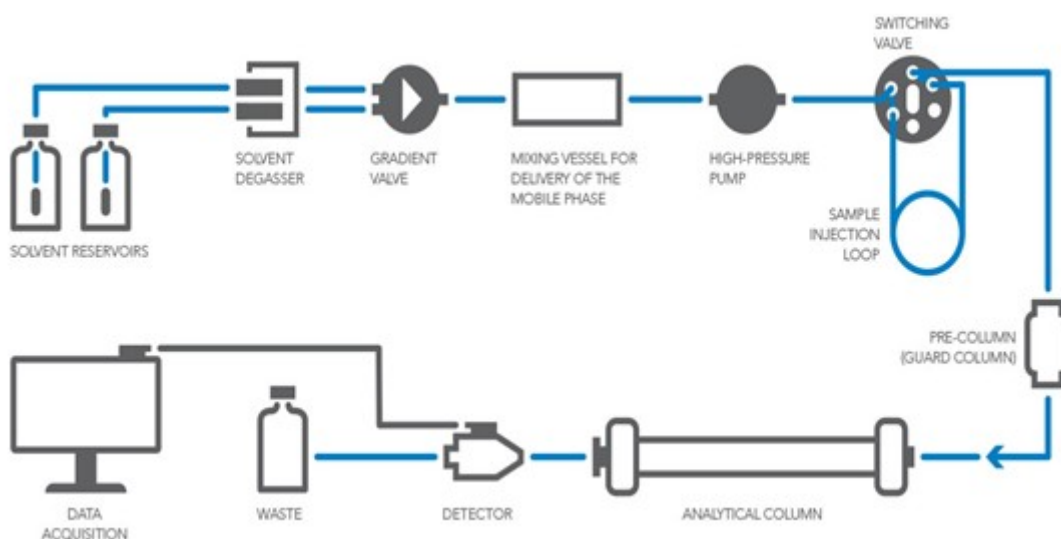 SWITCHING
VALVE
SOLVENT
DEGASSER
GRADIENT
VALVE
MIXING VESSEL FOR
DELIVERY OF THE
MOBILE PHASE
HIGH-PRESSURE
PUMP
SAMPLE
INJECTION
LOOP
SOLVENT RESERVOIRS
PRE-COLUMN
(GUARD COLUMN)
DATA
ACQUISITION
WASTE
DETECTOR
ANALYTICAL COLUMN